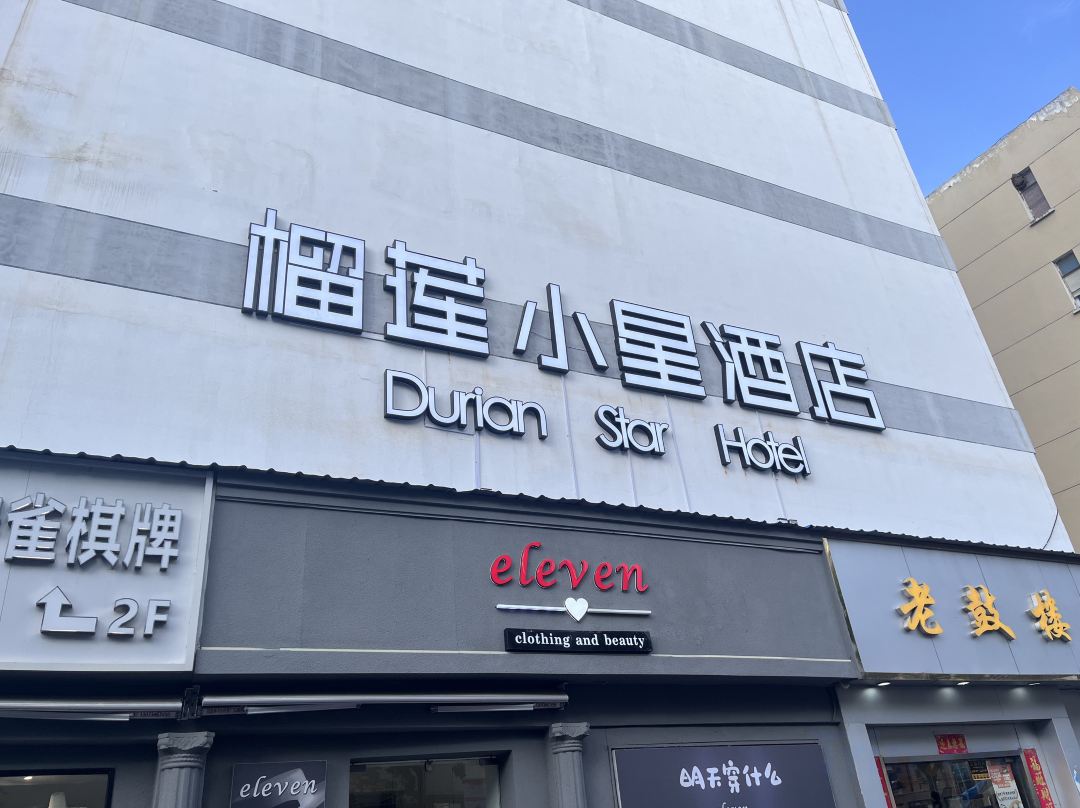 榴莲小星酒店
Durian Star Hotel
雀棋牌
2F
eleven
clothing and beauty
老鼓楼
eleven
明天穿什么